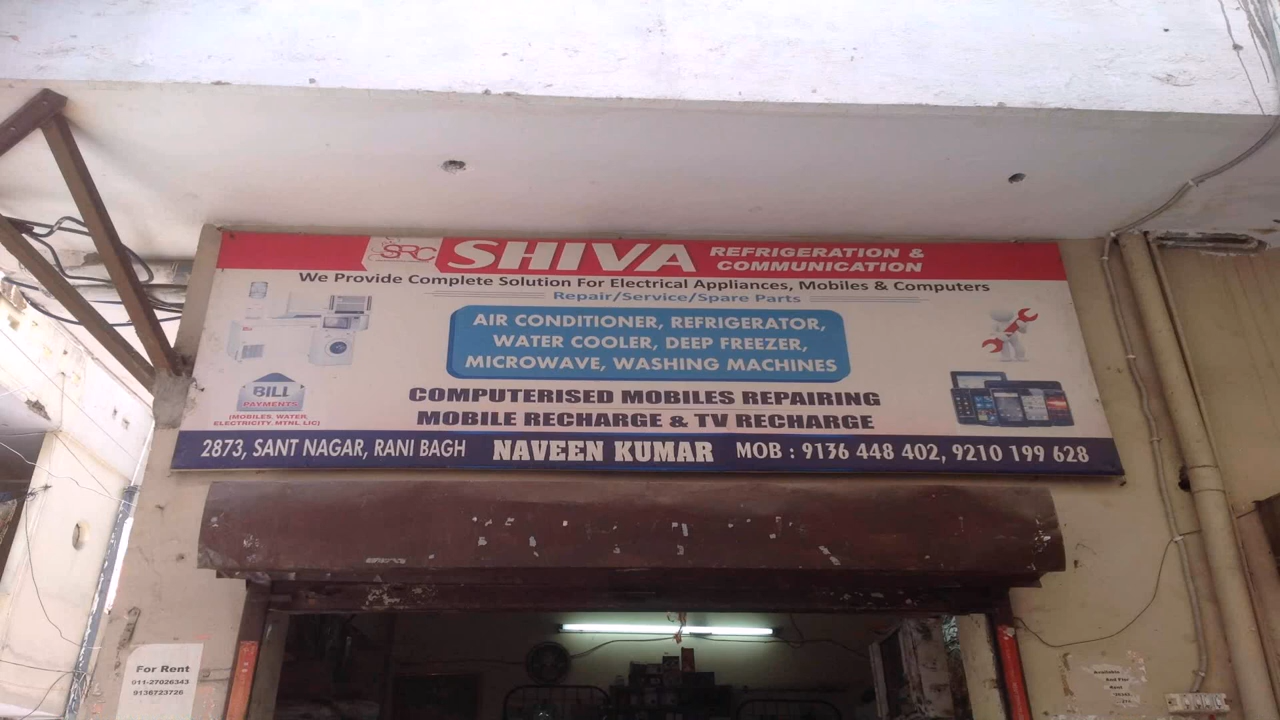 SRC SHIVA REFRIGERATION &
COMMUNICATION
We Provide Complete Solution For Electrical Appliances, Mobiles & Computers
Repair/Service/Spare Parts
AIR CONDITIONER, REFRIGERATOR,
WATER COOLER, DEEP FREEZER,
MICROWAVE, WASHING MACHINES
BILL
PAYMENTS
(MOBILES, WATER,
ELECTRICITY, MTNL LIC)
COMPUTERISED MOBILES REPAIRING
MOBILE RECHARGE & TV RECHARGE
2873, SANT NAGAR, RANI BAGH NAVEEN KUMAR MOB : 9136 448 402, 9210 199 628
For Rent
011-27026343
9136723726
Available
Rent